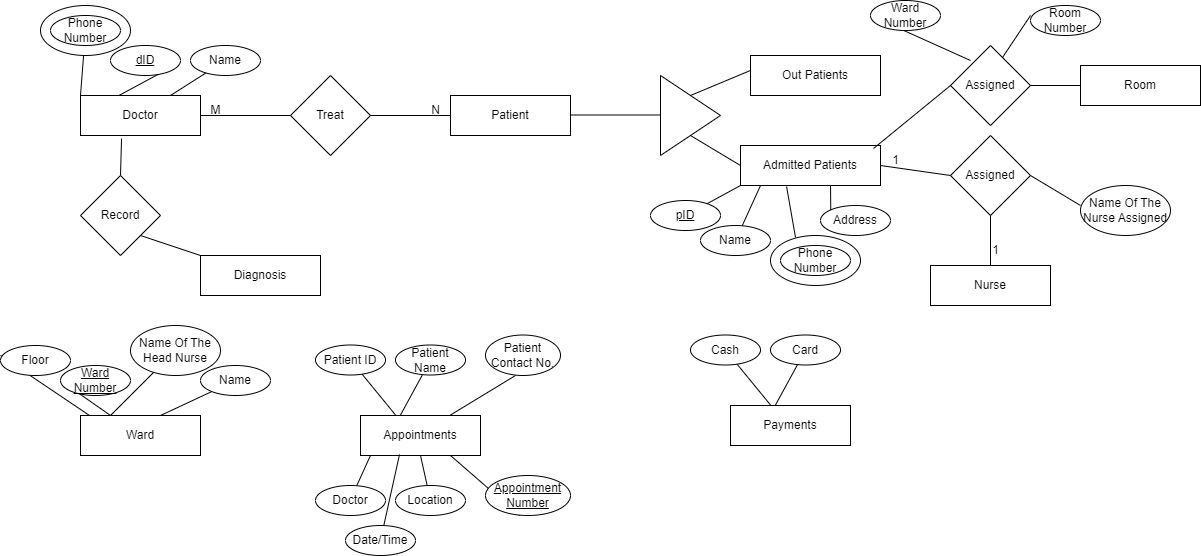 Phone
Number
dID
Name
Doctor
M
Treat
N
Patient
Out Patients
Ward
Number
Room
Number
Assigned
Room
Admitted Patients
1
Assigned
Name Of The
Nurse Assigned
1
Nurse
pID
Name
Phone
Number
Address
Record
Diagnosis
Floor
Ward
Number
Name Of The
Head Nurse
Name
Ward
Patient ID
Patient
Name
Patient
Contact No.
Appointments
Doctor
Date/Time
Location
Appointment
Number
Cash
Card
Payments